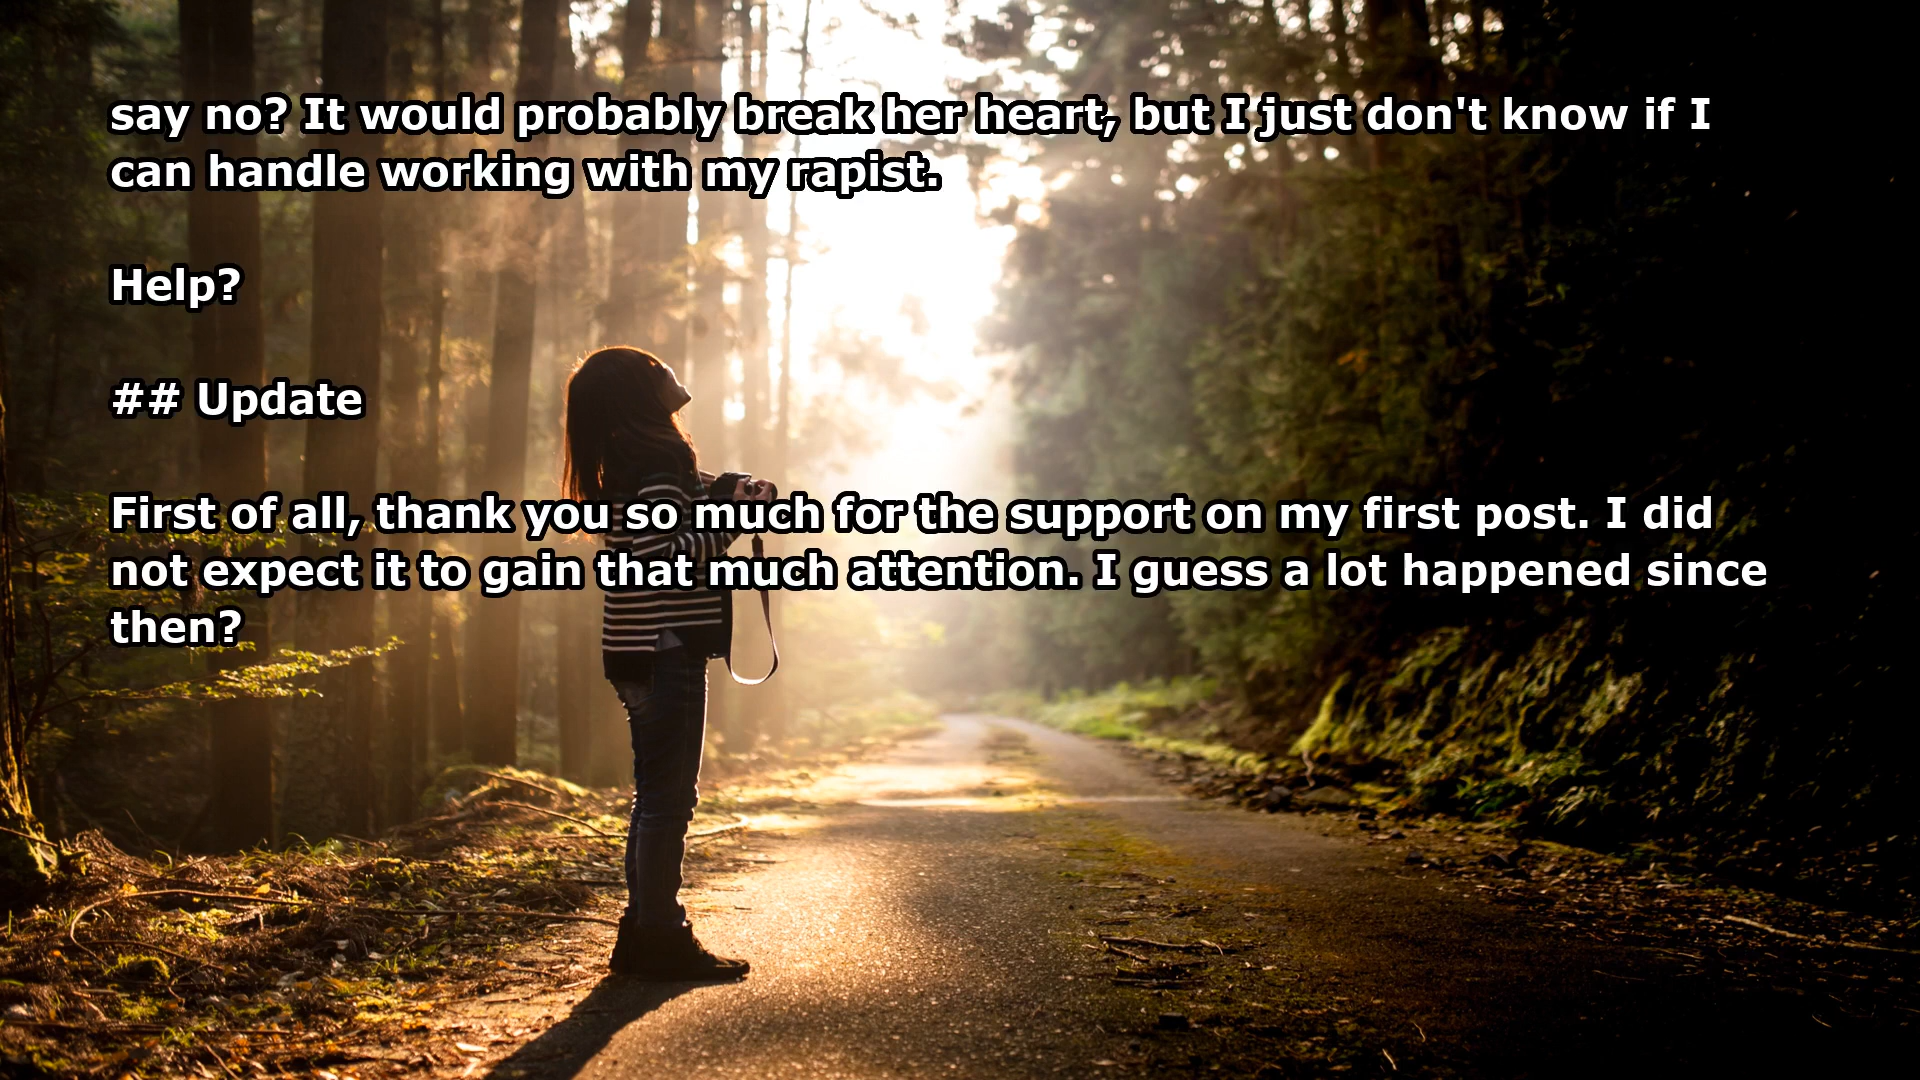 say no? It would probably break her heart, but I just don't know if I
can handle working with my rapist.
Help?
## Update
First of all, thank you so much for the support on my first post. I did
not expect it to gain that much attention. I guess a lot happened since
then?